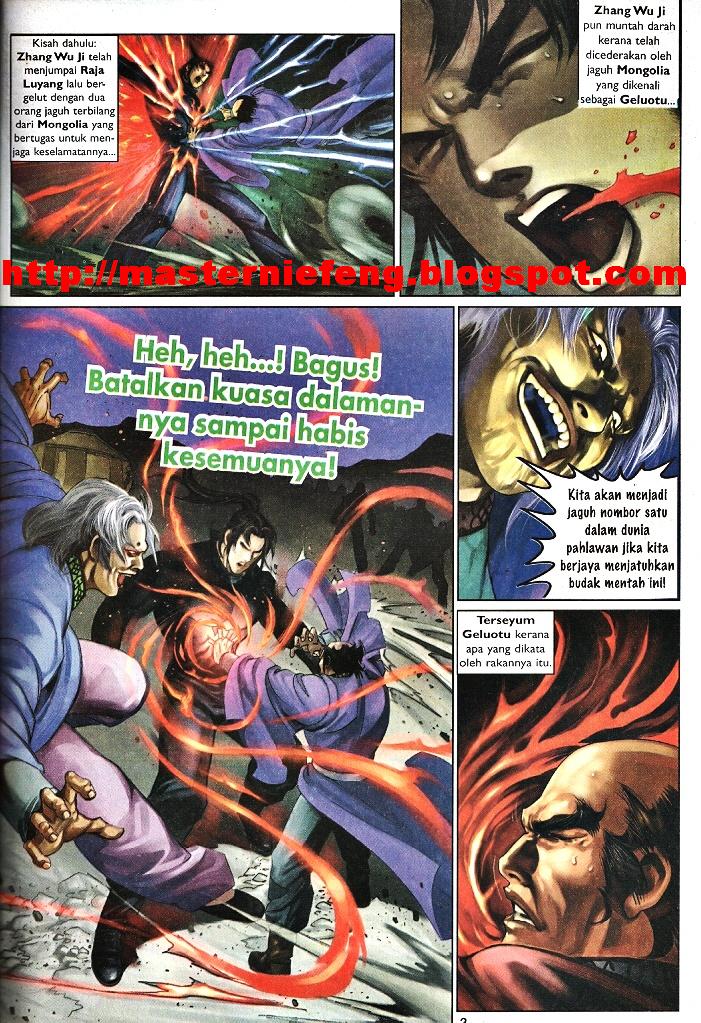 Kisah dahulu:
Zhang Wu Ji telah
menjumpai Raja
Luyang lalu ber-
gelut dengan dua
orang jaguh terbilang
dari Mongolia yang
bertugas untuk men-
jaga keselamatannya...
Zhang Wu Ji
pun muntah darah
kerana telah
dicederakan oleh
jaguh Mongolia
yang dikenali
sebagai Geluotu...
http://masterniefeng.blogspot.com
Heh, heh...! Bagus!
Batalkan kuasa dalaman-
nya sampai habis
kesemuanya!
Kita akan menjadi
jaguh nombor satu
dalam dunia
pahlawan jika kita
berjaya menjatuhkan
budak mentah ini!
Terseyum
Geluotu kerana
apa yang dikata
oleh rakannya itu.